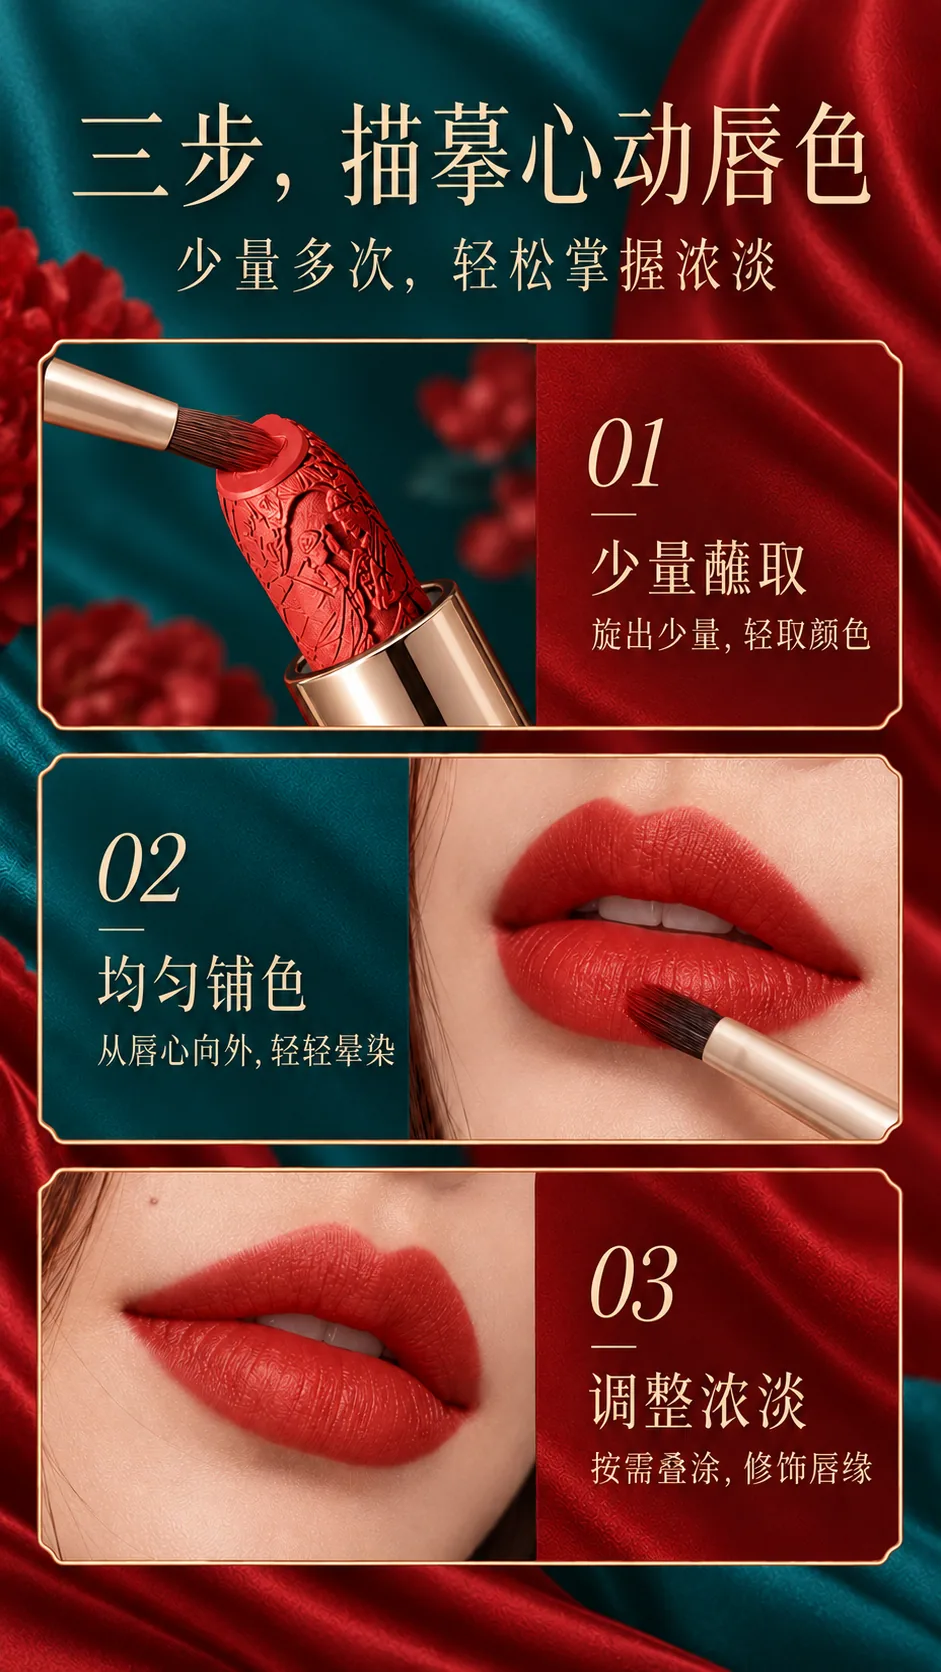 三步，描摹心动唇色
少量多次，轻松掌握浓淡
01
少量蘸取
旋出少量，轻取颜色
02
均匀铺色
从唇心向外，轻轻晕染
03
调整浓淡
按需叠涂，修饰唇缘